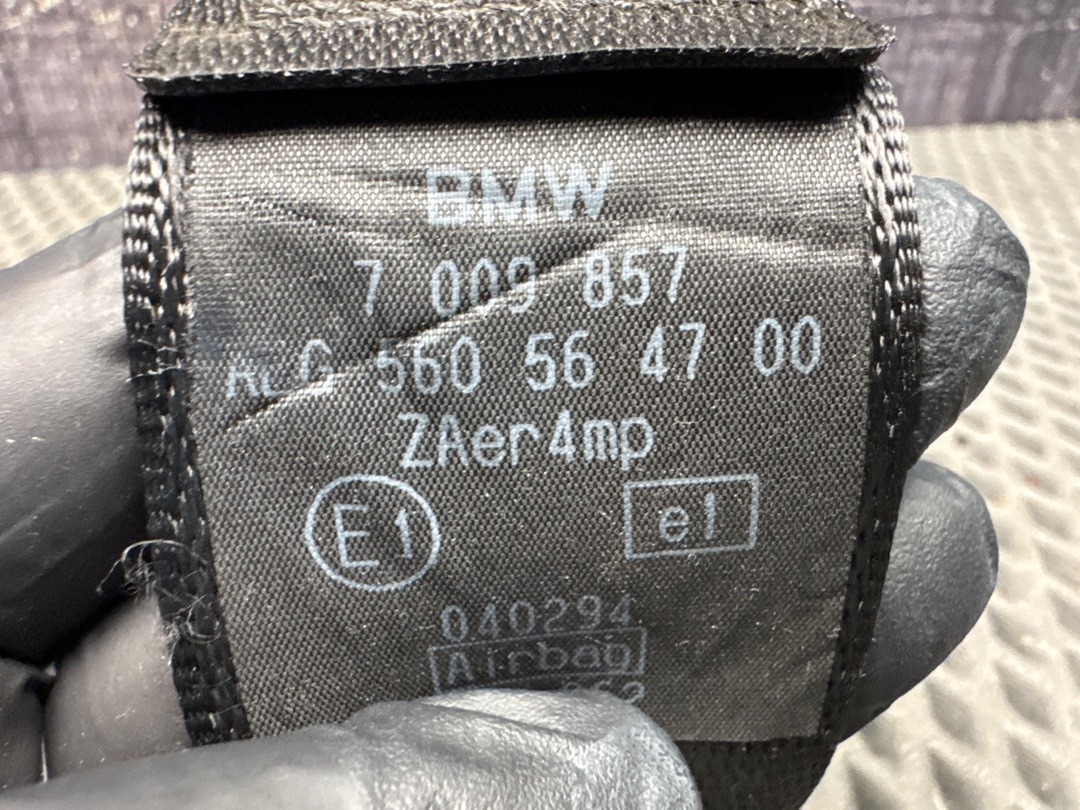 BMW
7 009 857
560 56 47 00
ZAer4mp
E1
e1
040294
Airbag